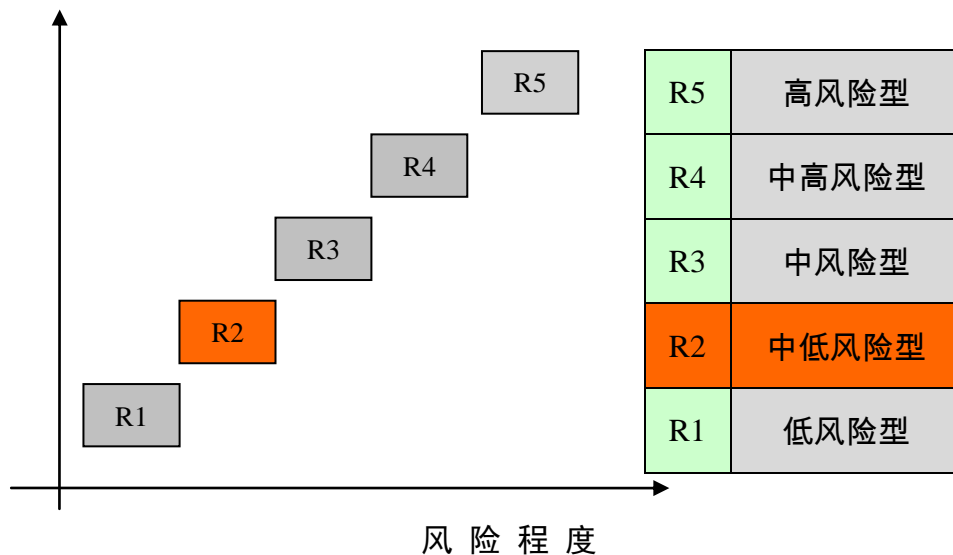 R5
R4
R3
R2
R1
R5 高风险型
R4 中高风险型
R3 中风险型
R2 中低风险型
R1 低风险型
风险程度